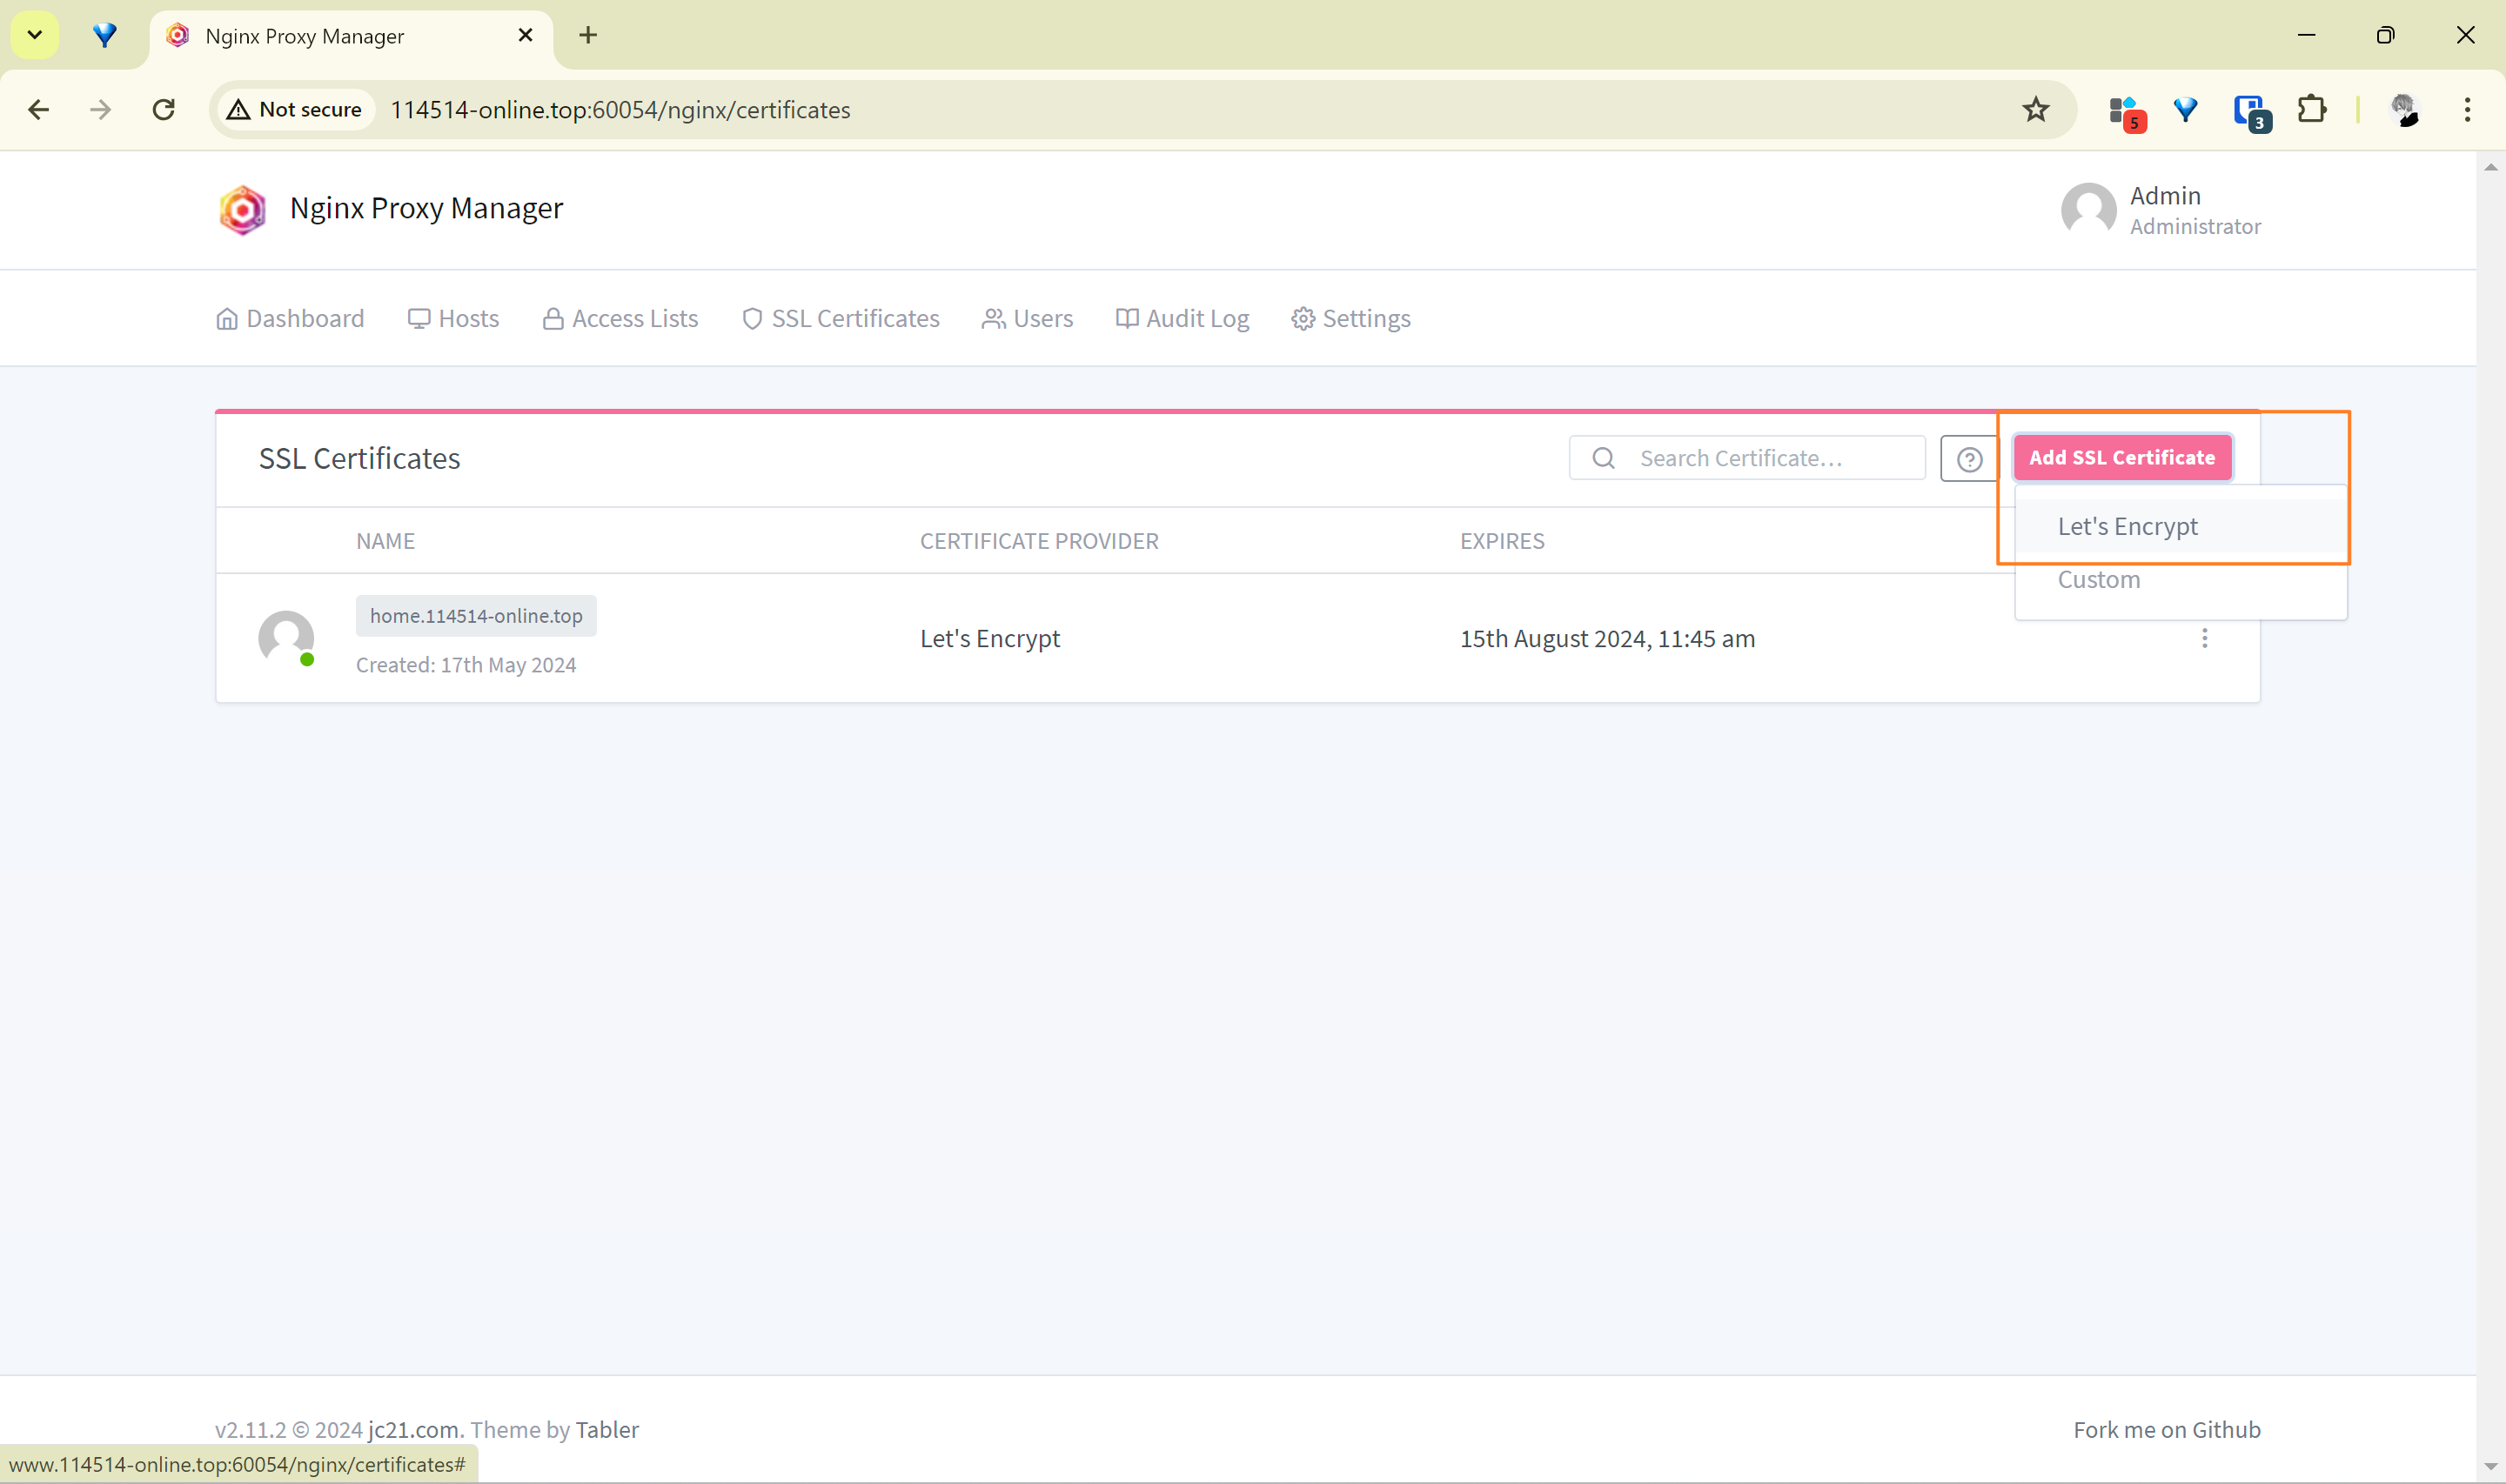 Nginx Proxy Manager
Not secure
114514-online.top:60054/nginx/certificates
5
3
Nginx Proxy Manager
Admin
Administrator
Dashboard
Hosts
Access Lists
SSL Certificates
Users
Audit Log
Settings
SSL Certificates
Search Certificate…
Add SSL Certificate
Let's Encrypt
Custom
NAME
CERTIFICATE PROVIDER
EXPIRES
home.114514-online.top
Created: 17th May 2024
Let's Encrypt
15th August 2024, 11:45 am
v2.11.2 © 2024 jc21.com. Theme by Tabler
Fork me on Github
www.114514-online.top:60054/nginx/certificates#